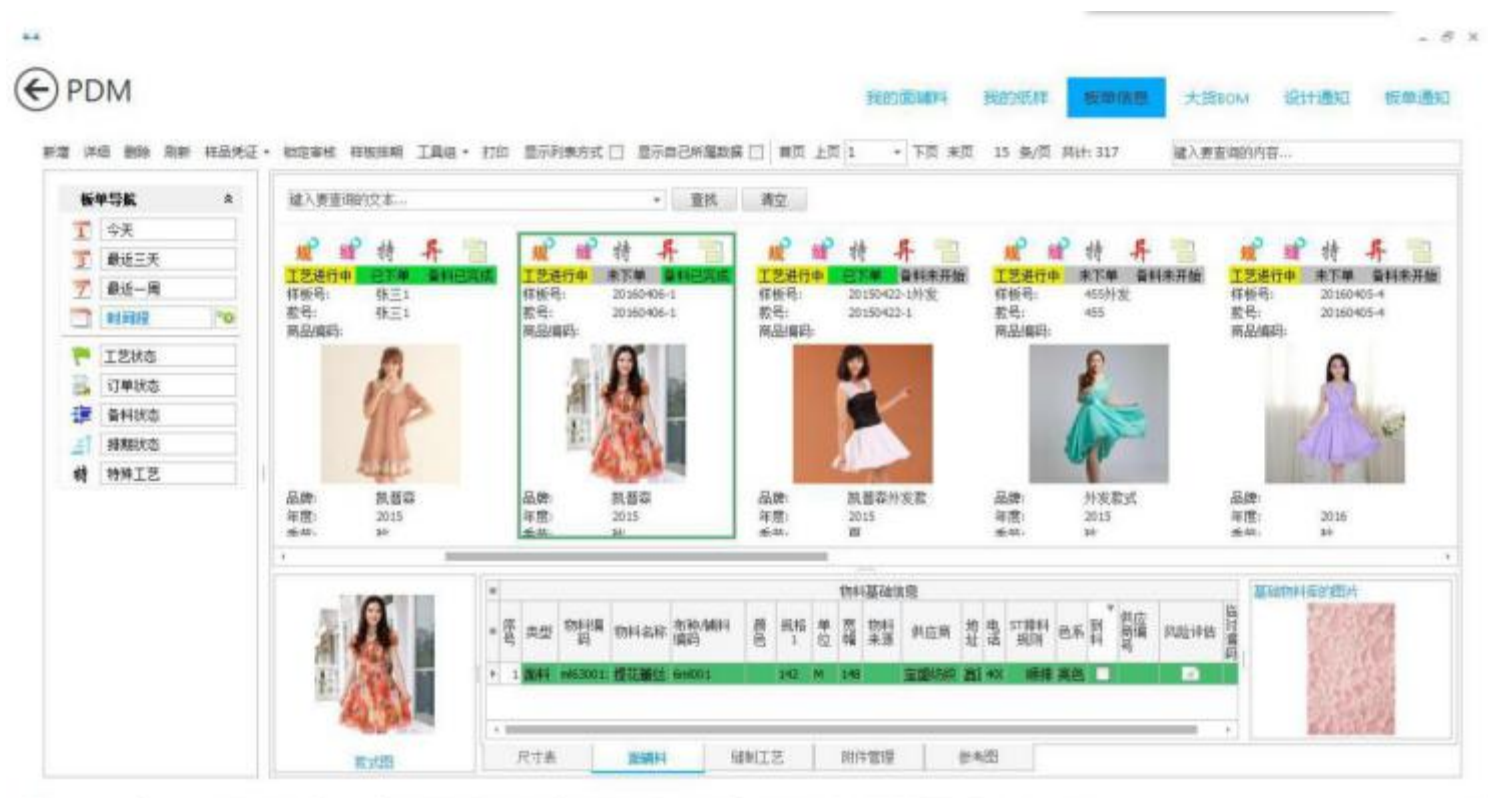 PDM
我的面辅料 我的纸样 板单信息 大货BOM 设计通知 板单通知
新增 详细 删除 刷新 样品凭证 锁定审核 样板排期 工具组 打印 显示列表方式 显示自己所属数据 首页 上页 1 下页 末页 15 条/页 共计: 317 键入要查询的内容...
板单导航
今天
最近三天
最近一周
时间段
工艺状态
订单状态
备料状态
排期状态
特 特殊工艺
键入要查询的文本... 查找 清空
特 特 特 特 特
工艺进行中 已下单 备料已完成 工艺进行中 未下单 备料已完成 工艺进行中 已下单 备料未开始 工艺进行中 未下单 备料未开始 工艺进行中 未下单 备料未开始
样板号: 张三1 样板号: 20160406-1 样板号: 20150422-1外发 样板号: 455外发 样板号: 20160405-4
款号: 张三1 款号: 20160406-1 款号: 20150422-1 款号: 455 款号: 20160405-4
商品编码: 商品编码: 商品编码: 商品编码: 商品编码:
品牌: 品牌: 品牌: 品牌: 外发款式 品牌:
年度: 2015 年度: 2015 年度: 2015 年度: 2015 年度: 2016
物料基础信息
序号 类型 物料编码 物料名称 布种/辅料编码 颜色 规格1 单位 宽幅 物料来源 供应商 地址 电话 ST排料规则 色系 到料 供应商编号 风险评估
1 面料 6ml001 142 M 148 亮色
款式图
基础物料库的图片
尺寸表 面辅料 缝制工艺 附件管理 参考图